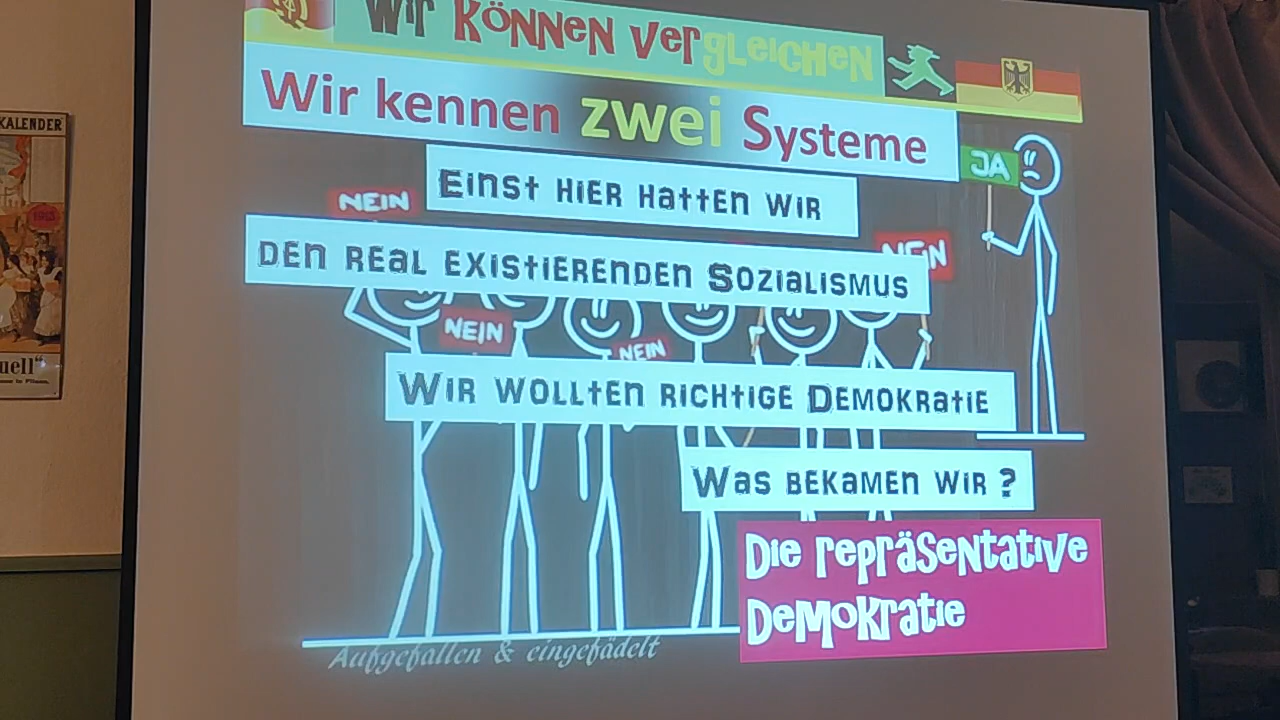 KALENDER
uell"
Wir können vergleichen
Wir kennen zwei Systeme
JA
Einst hier hatten wir
NEIN
den real existierenden Sozialismus
NEIN
NEIN
NEIN
Wir wollten richtige Demokratie
Was bekamen wir ?
Die repräsentative
Demokratie
Aufgefallen & eingefädelt